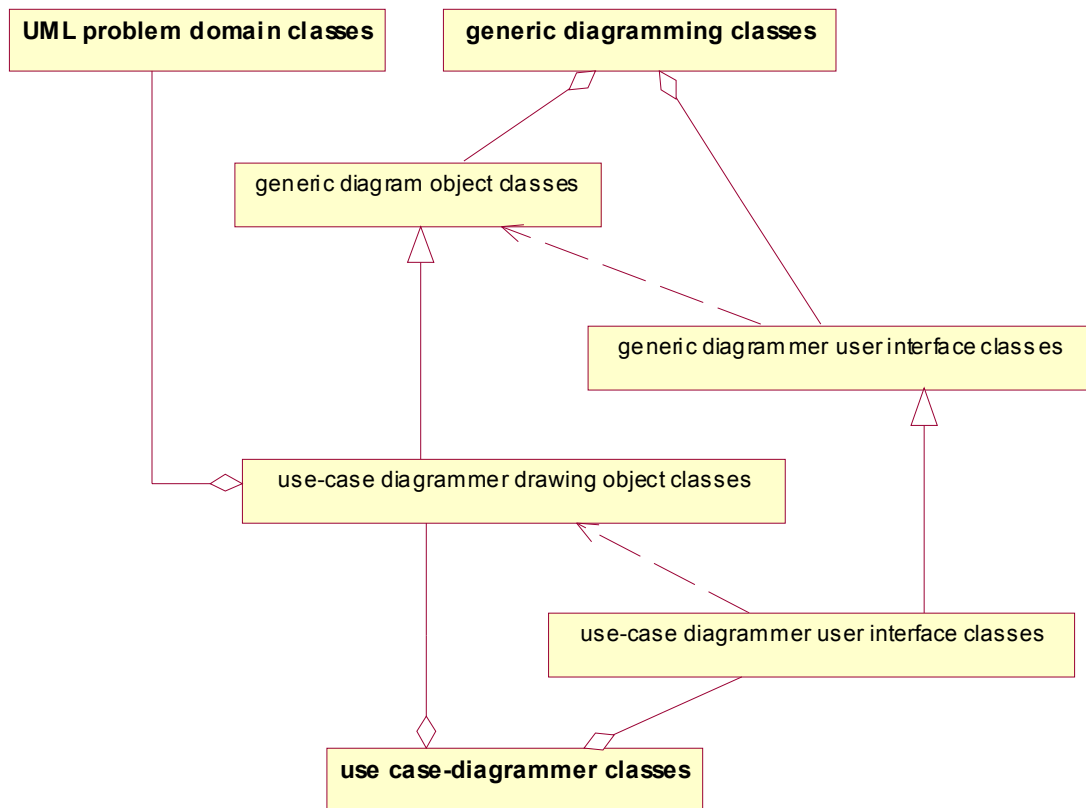 UML problem domain classes
generic diagramming classes
generic diagram object classes
generic diagrammer user interface classes
use-case diagrammer drawing object classes
use-case diagrammer user interface classes
use case-diagrammer classes